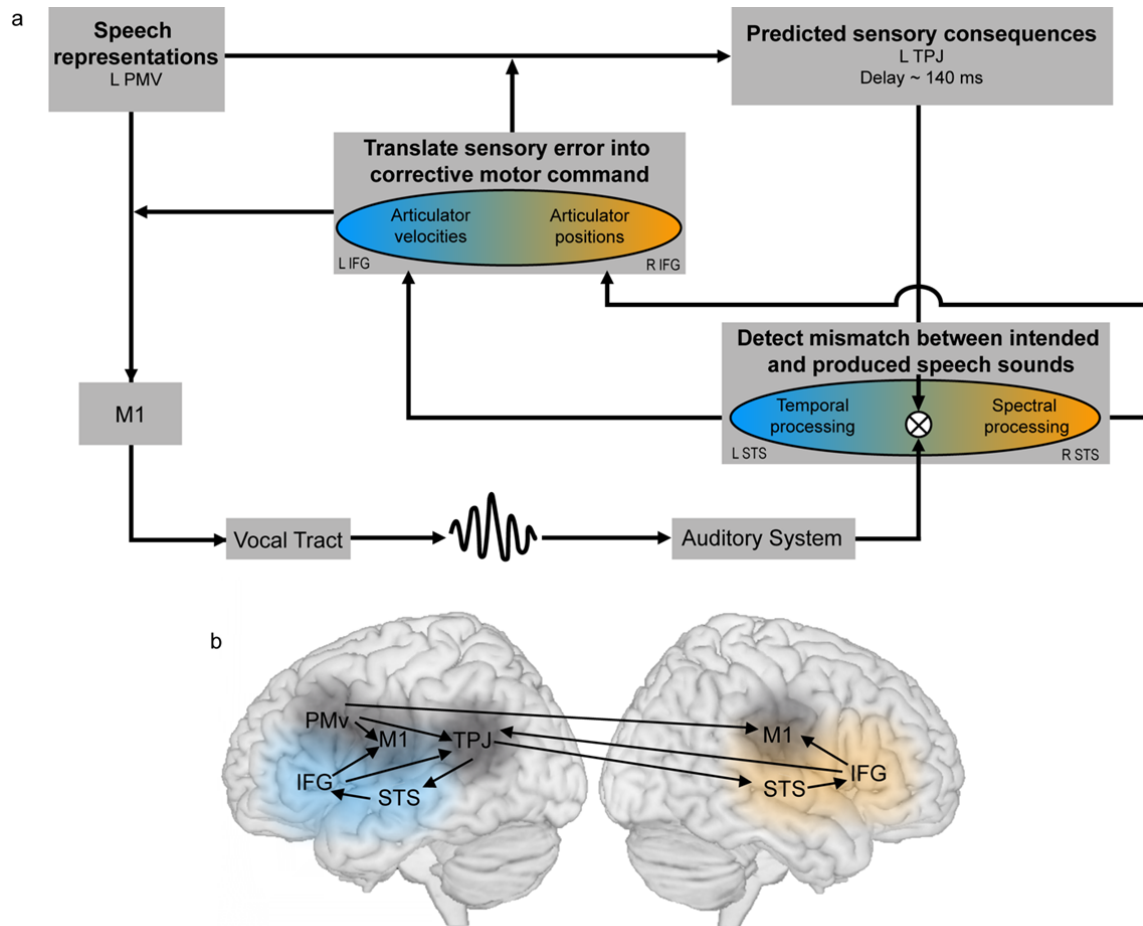 a
Speech
representations
L PMV
Predicted sensory consequences
L TPJ
Delay ~ 140 ms
Translate sensory error into
corrective motor command
Articulator
velocities
Articulator
positions
L IFG
R IFG
Detect mismatch between intended
and produced speech sounds
Temporal
processing
Spectral
processing
L STS
R STS
M1
Vocal Tract
Auditory System
b
PMv
M1
TPJ
IFG
STS
M1
IFG
STS